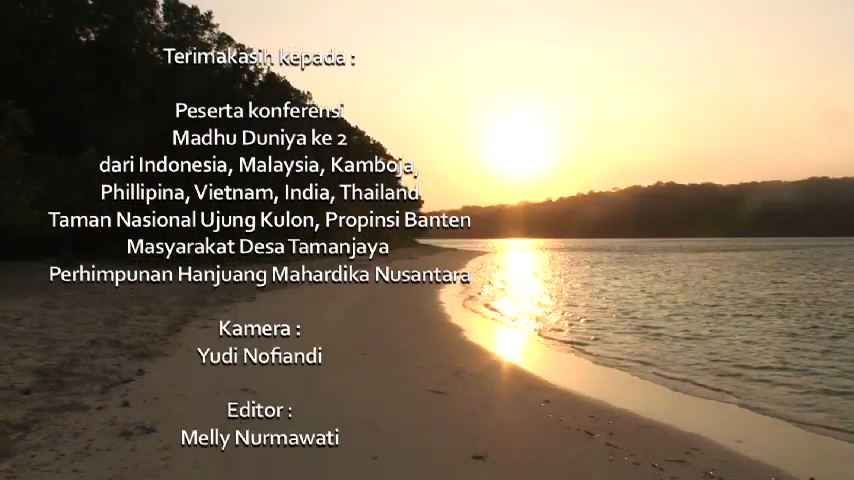 Terimakasih kepada :
Peserta konferensi
Madhu Duniya ke 2
dari Indonesia, Malaysia, Kamboja,
Phillipina, Vietnam, India, Thailand
Taman Nasional Ujung Kulon, Propinsi Banten
Masyarakat Desa Tamanjaya
Perhimpunan Hanjuang Mahardika Nusantara
Kamera :
Yudi Nofiandi
Editor :
Melly Nurmawati